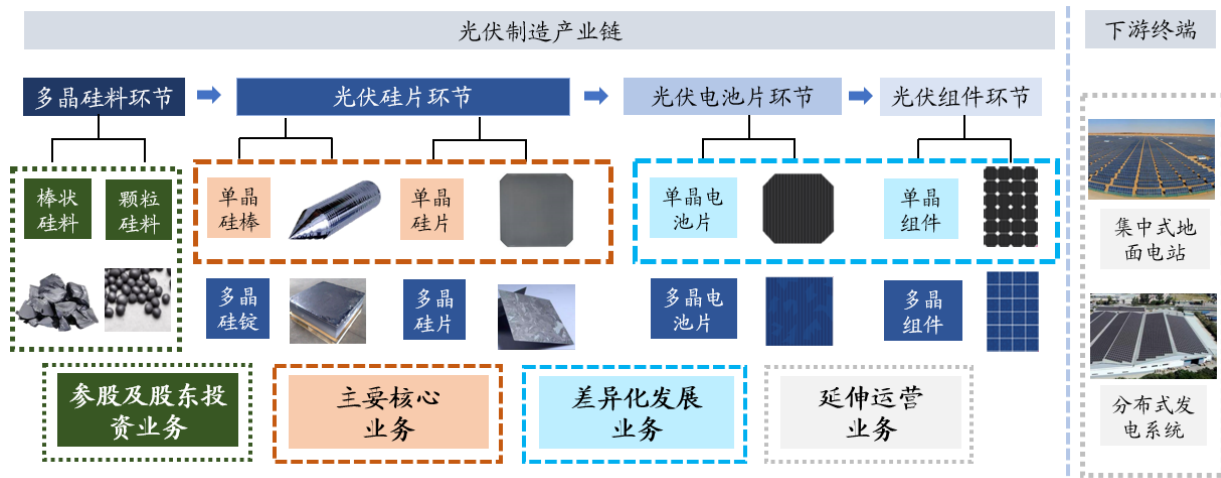 光伏制造产业链
下游终端
多晶硅料环节
光伏硅片环节
光伏电池片环节
光伏组件环节
棒状
硅料
颗粒
硅料
单晶
硅棒
单晶
硅片
单晶电
池片
单晶
组件
集中式地
面电站
多晶
硅锭
多晶
硅片
多晶电
池片
多晶
组件
参股及股东投
资业务
主要核心
业务
差异化发展
业务
延伸运营
业务
分布式发
电系统